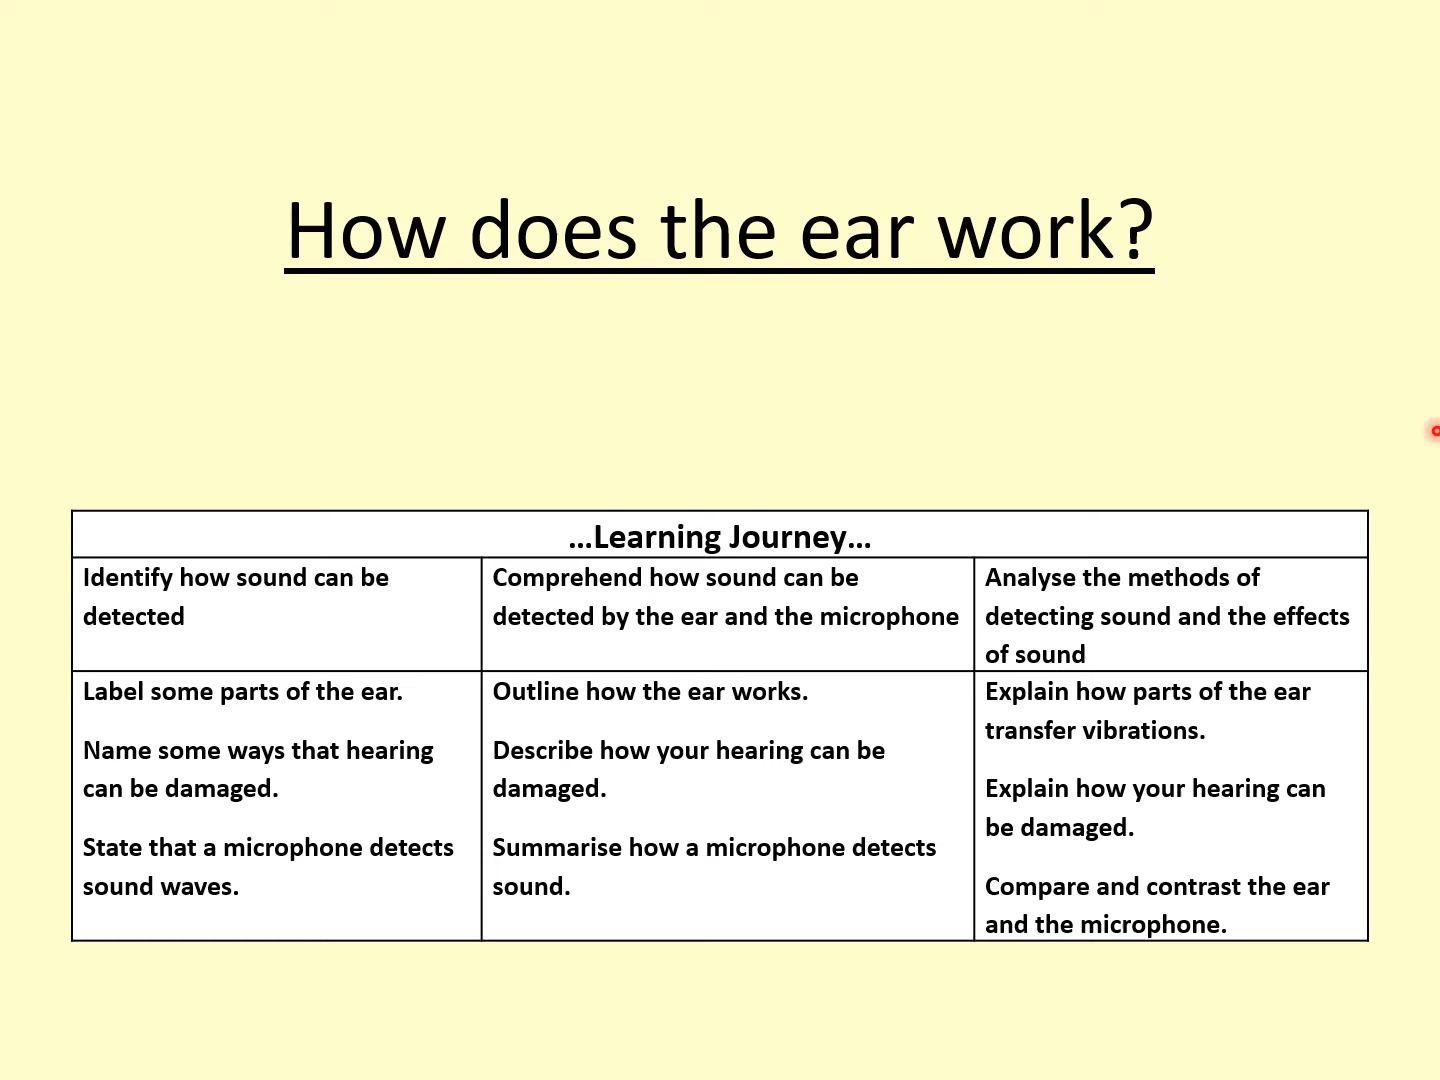 How does the ear work?
...Learning Journey...
Identify how sound can be
detected
Comprehend how sound can be
detected by the ear and the microphone
Analyse the methods of
detecting sound and the effects
of sound
Label some parts of the ear.
Name some ways that hearing
can be damaged.
State that a microphone detects
sound waves.
Outline how the ear works.
Describe how your hearing can be
damaged.
Summarise how a microphone detects
sound.
Explain how parts of the ear
transfer vibrations.
Explain how your hearing can
be damaged.
Compare and contrast the ear
and the microphone.